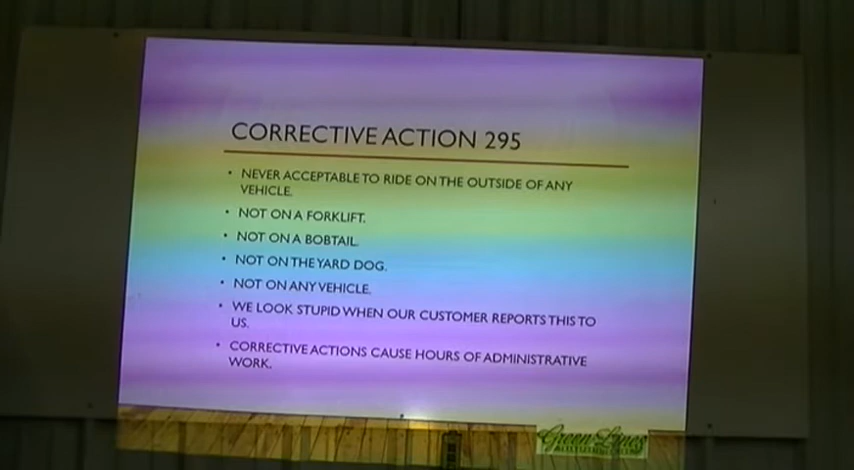 CORRECTIVE ACTION 295
• NEVER ACCEPTABLE TO RIDE ON THE OUTSIDE OF ANY
VEHICLE.
• NOT ON A FORKLIFT.
• NOT ON A BOBTAIL.
• NOT ON THE YARD DOG.
• NOT ON ANY VEHICLE.
• WE LOOK STUPID WHEN OUR CUSTOMER REPORTS THIS TO
US.
• CORRECTIVE ACTIONS CAUSE HOURS OF ADMINISTRATIVE
WORK.
Green Lines